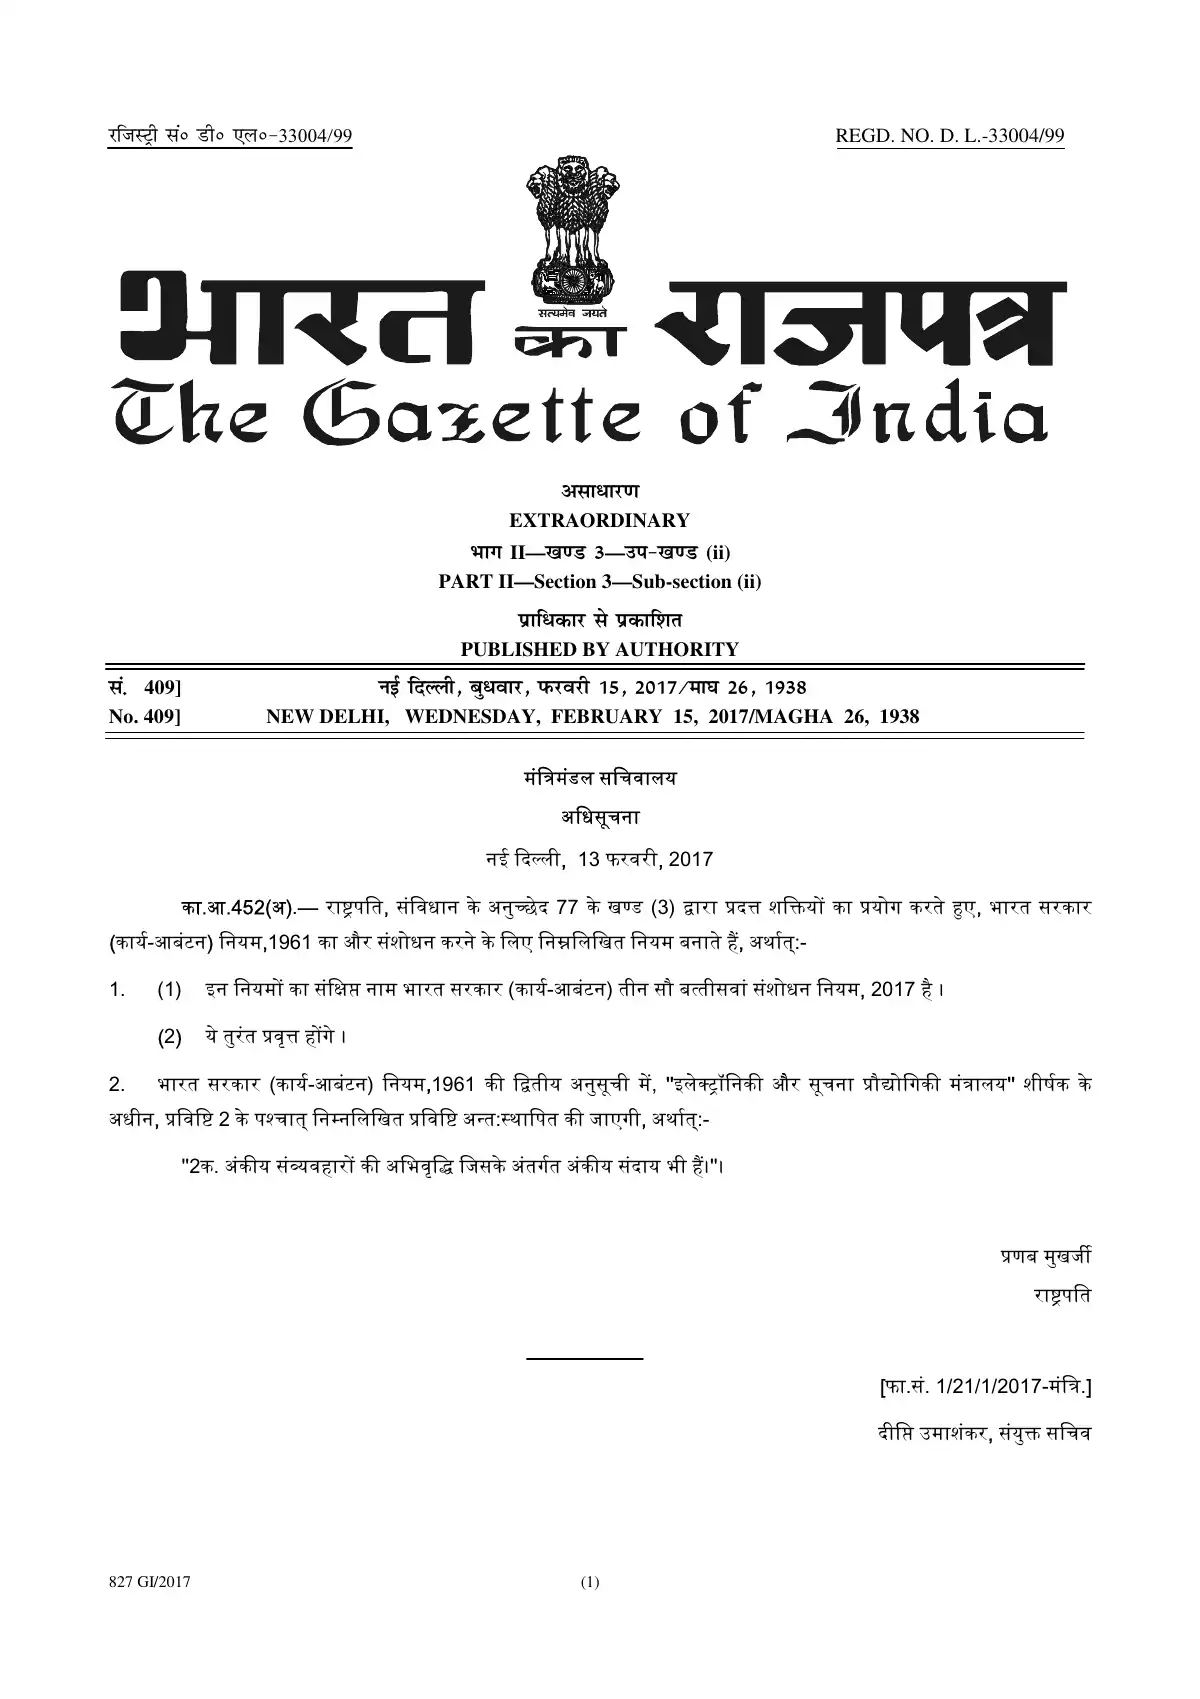 रजिस्ट्री सं० डी० एल०-33004/99
REGD. NO. D. L.-33004/99
सत्यमेव जयते
भारत का राजपत्र
The Gazette of India
असाधारण
EXTRAORDINARY
भाग II—खण्ड 3—उप-खण्ड (ii)
PART II—Section 3—Sub-section (ii)
प्राधिकार से प्रकाशित
PUBLISHED BY AUTHORITY
सं. 409] नई दिल्ली, बुधवार, फरवरी 15, 2017/माघ 26, 1938
No. 409] NEW DELHI, WEDNESDAY, FEBRUARY 15, 2017/MAGHA 26, 1938
मंत्रिमंडल सचिवालय
अधिसूचना
नई दिल्ली, 13 फरवरी, 2017
का.आ.452(अ).— राष्ट्रपति, संविधान के अनुच्छेद 77 के खण्ड (3) द्वारा प्रदत्त शक्तियों का प्रयोग करते हुए, भारत सरकार
(कार्य-आबंटन) नियम,1961 का और संशोधन करने के लिए निम्नलिखित नियम बनाते हैं, अर्थात्:-
1. (1) इन नियमों का संक्षिप्त नाम भारत सरकार (कार्य-आबंटन) तीन सौ बत्तीसवां संशोधन नियम, 2017 है ।
(2) ये तुरंत प्रवृत्त होंगे ।
2. भारत सरकार (कार्य-आबंटन) नियम,1961 की द्वितीय अनुसूची में, "इलेक्ट्रॉनिकी और सूचना प्रौद्योगिकी मंत्रालय" शीर्षक के
अधीन, प्रविष्टि 2 के पश्चात् निम्नलिखित प्रविष्टि अन्त:स्थापित की जाएगी, अर्थात्:-
"2क. अंकीय संव्यवहारों की अभिवृद्धि जिसके अंतर्गत अंकीय संदाय भी हैं।"।
प्रणब मुखर्जी
राष्ट्रपति
[फा.सं. 1/21/1/2017-मंत्रि.]
दीप्ति उमाशंकर, संयुक्त सचिव
827 GI/2017
(1)